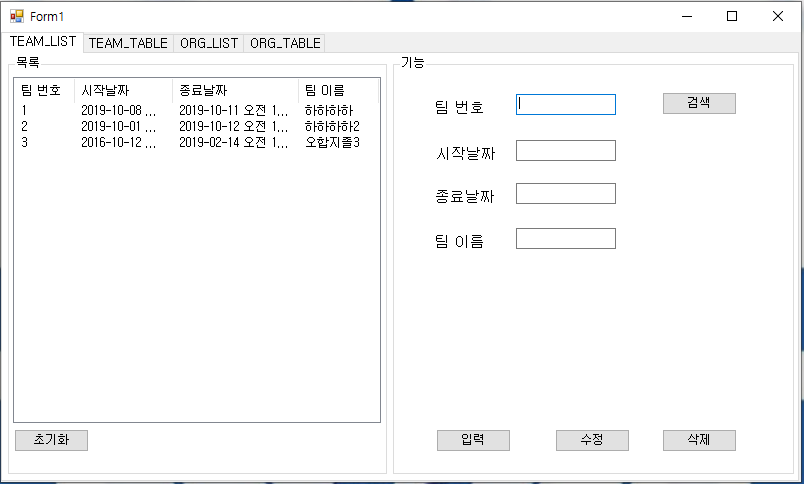 Form1
TEAM_LIST TEAM_TABLE ORG_LIST ORG_TABLE
목록
팀 번호 시작날짜 종료날짜 팀 이름
1 2019-10-08 ... 2019-10-11 오전 1... 하하하하
2 2019-10-01 ... 2019-10-12 오전 1... 하하하하2
3 2016-10-12 ... 2019-02-14 오전 1... 오합지졸3
초기화
기능
팀 번호 검색
시작날짜
종료날짜
팀 이름
입력 수정 삭제